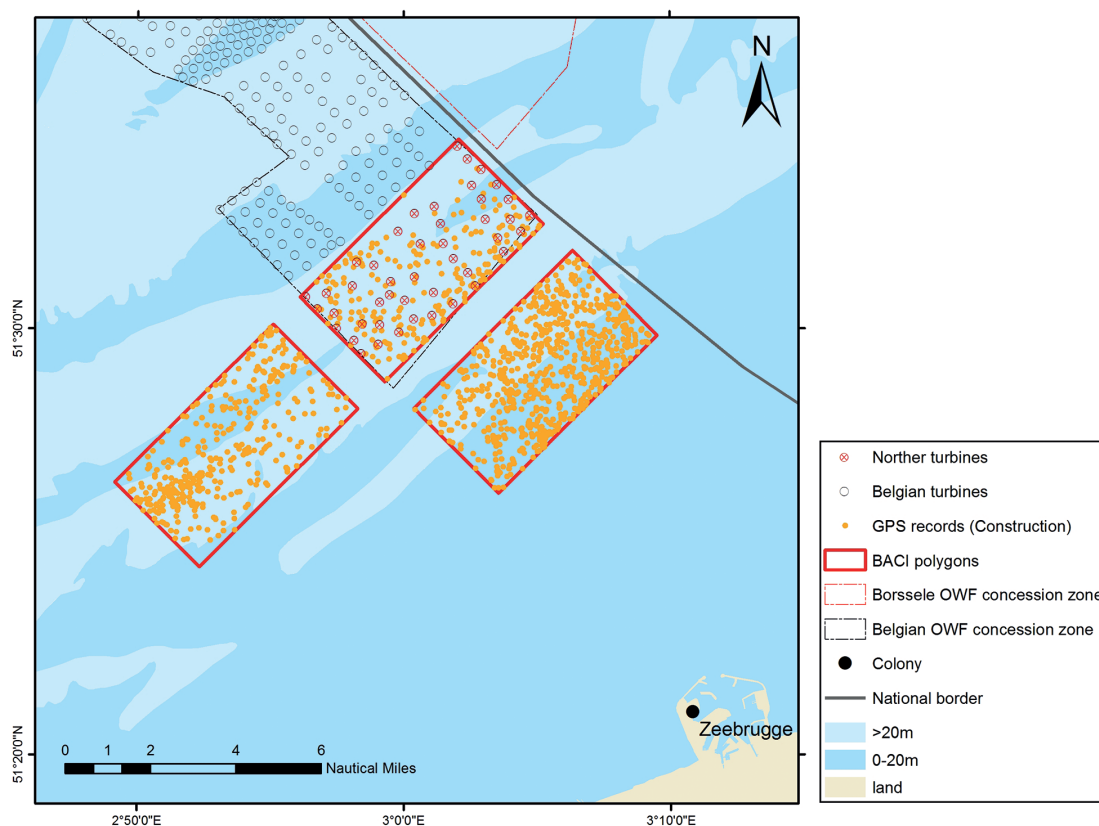 N
51°30'0"N
51°20'0"N
Zeebrugge
0 1 2 4 6
Nautical Miles
2°50'0"E 3°0'0"E 3°10'0"E
Norther turbines
Belgian turbines
GPS records (Construction)
BACI polygons
Borssele OWF concession zone
Belgian OWF concession zone
Colony
National border
>20m
0-20m
land